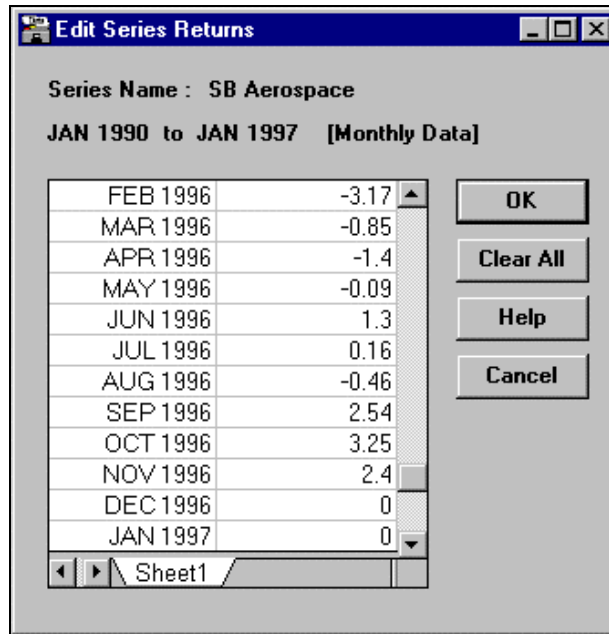 Edit Series Returns
Series Name : SB Aerospace
JAN 1990 to JAN 1997 [Monthly Data]
FEB 1996 -3.17
MAR 1996 -0.85
APR 1996 -1.4
MAY 1996 -0.09
JUN 1996 1.3
JUL 1996 0.16
AUG 1996 -0.46
SEP 1996 2.54
OCT 1996 3.25
NOV 1996 2.4
DEC 1996 0
JAN 1997 0
Sheet1
OK
Clear All
Help
Cancel